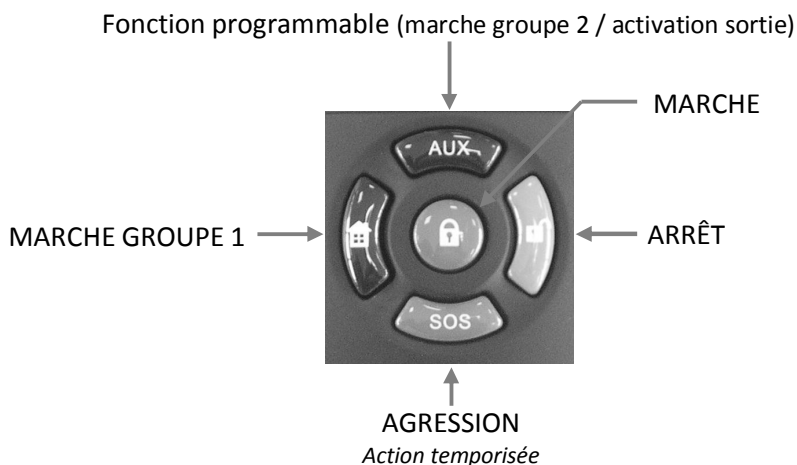 Fonction programmable (marche groupe 2 / activation sortie)
MARCHE
AUX
MARCHE GROUPE 1
ARRÊT
SOS
AGRESSION
Action temporisée